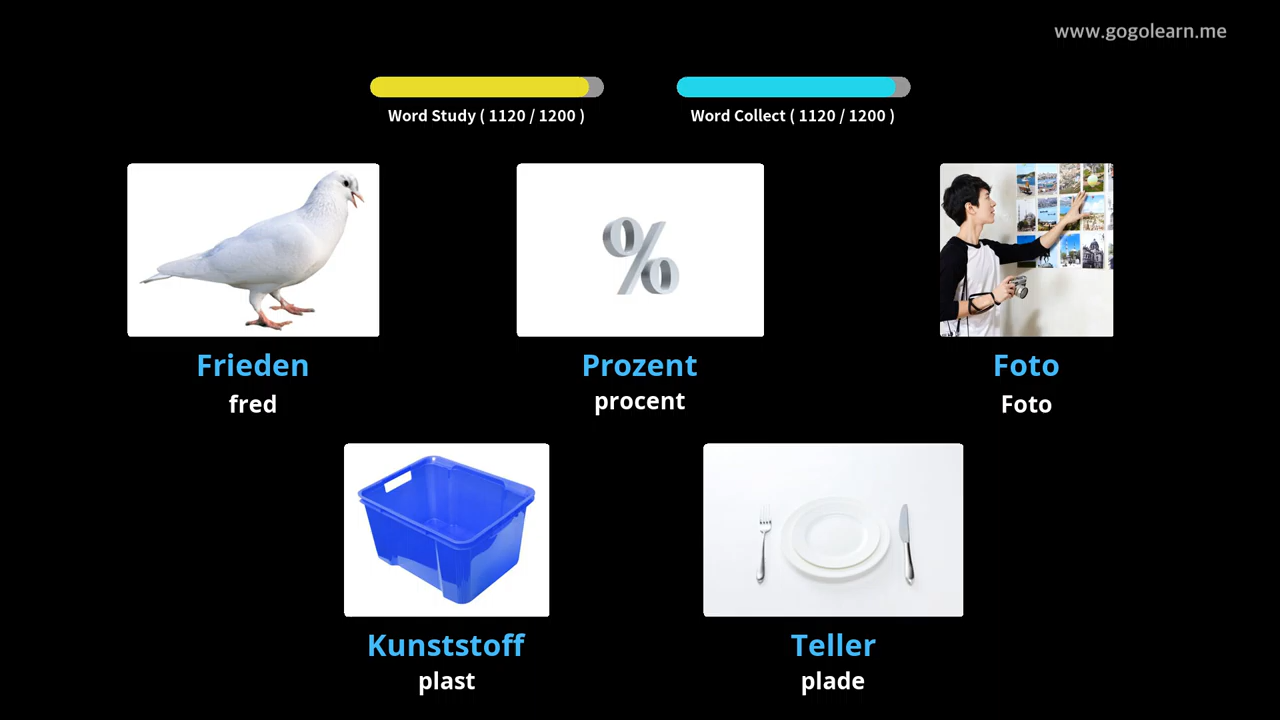 www.gogolearn.me
Word Study ( 1120 / 1200 )
Word Collect ( 1120 / 1200 )
Frieden
fred
Prozent
procent
Foto
Foto
Kunststoff
plast
Teller
plade